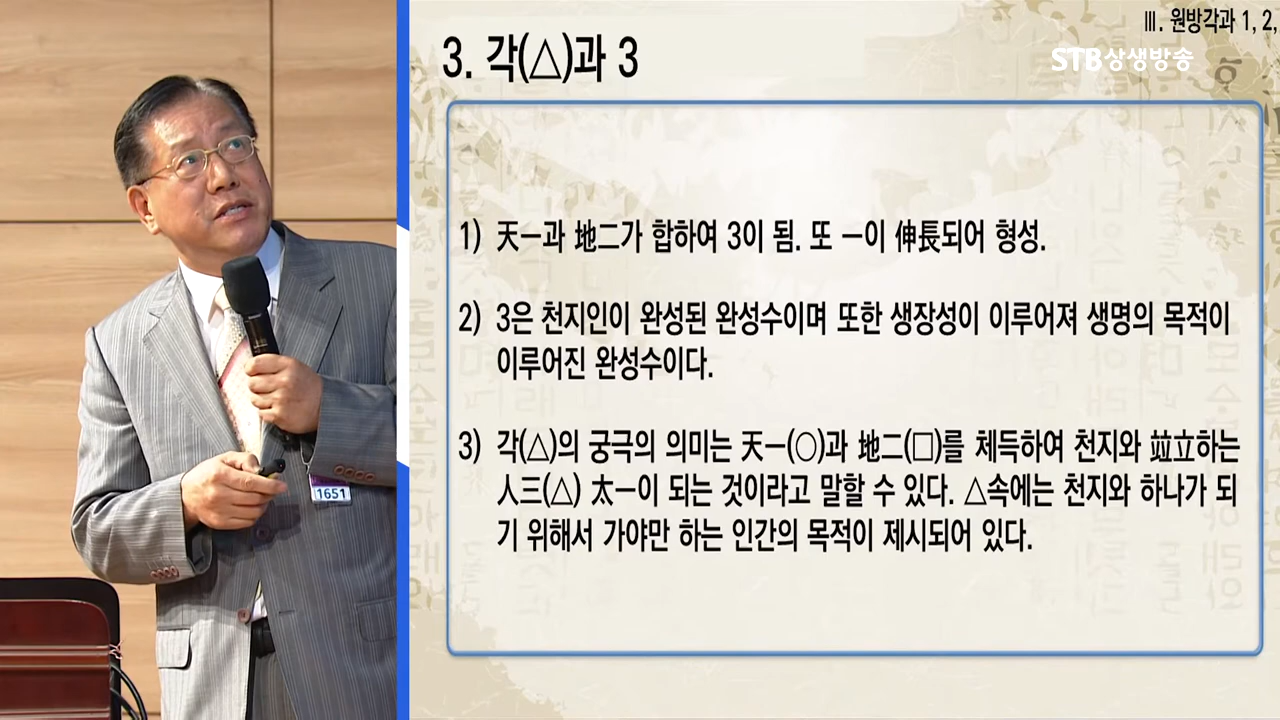 Ⅲ. 원방각과 1, 2,
STB상생방송
3. 각(△)과 3
1) 天一과 地二가 합하여 3이 됨. 또 一이 伸長되어 형성.
2) 3은 천지인이 완성된 완성수이며 또한 생장성이 이루어져 생명의 목적이
이루어진 완성수이다.
3) 각(△)의 궁극의 의미는 天一(○)과 地二(□)를 체득하여 천지와 竝立하는
人三(△) 太一이 되는 것이라고 말할 수 있다. △속에는 천지와 하나가 되
기 위해서 가야만 하는 인간의 목적이 제시되어 있다.
1651